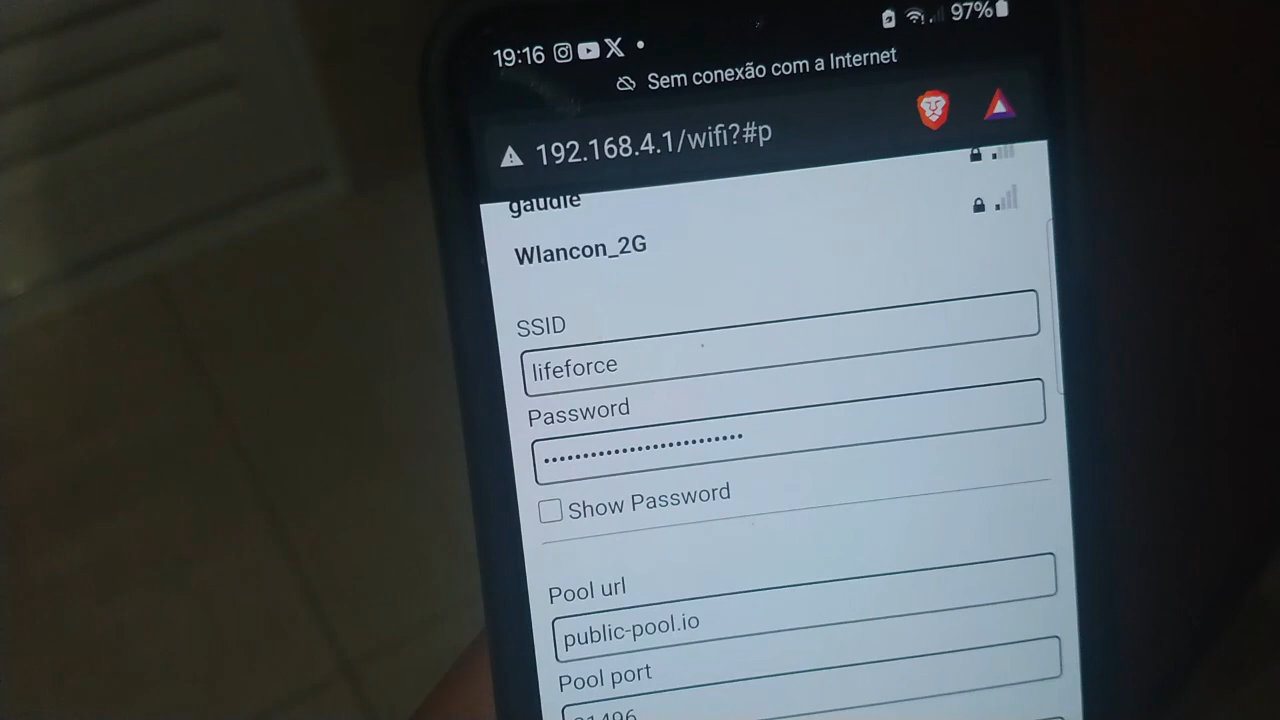 19:16
97%
Sem conexão com a Internet
192.168.4.1/wifi?#p
gaudie
Wlancon_2G
SSID
lifeforce
Password
Show Password
Pool url
public-pool.io
Pool port